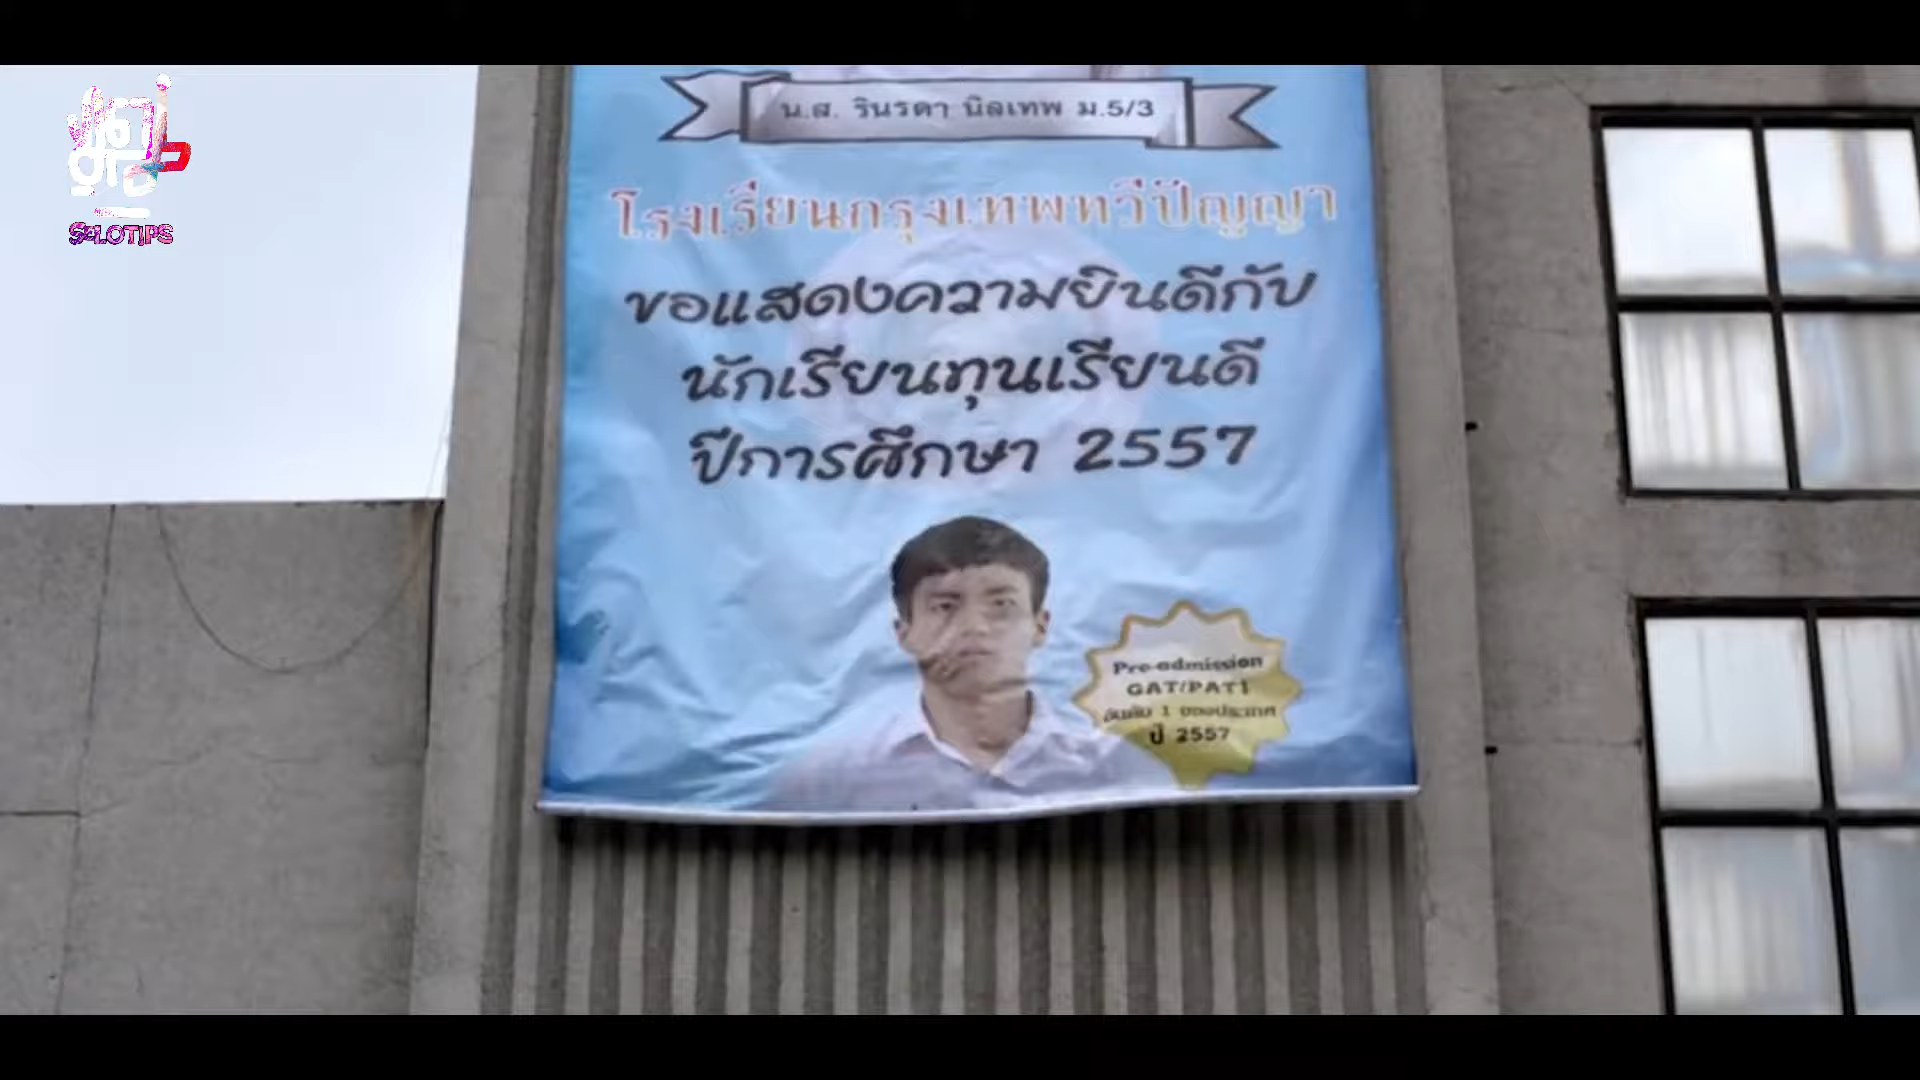 SELOTIPS
น.ส. รินรดา นิลเทพ ม.5/3
โรงเรียนกรุงเทพทวีปัญญา
ขอแสดงความยินดีกับ
นักเรียนทุนเรียนดี
ปีการศึกษา 2557
Pre-admission
GAT/PAT1
อันดับ 1 ของประเทศ
ปี 2557